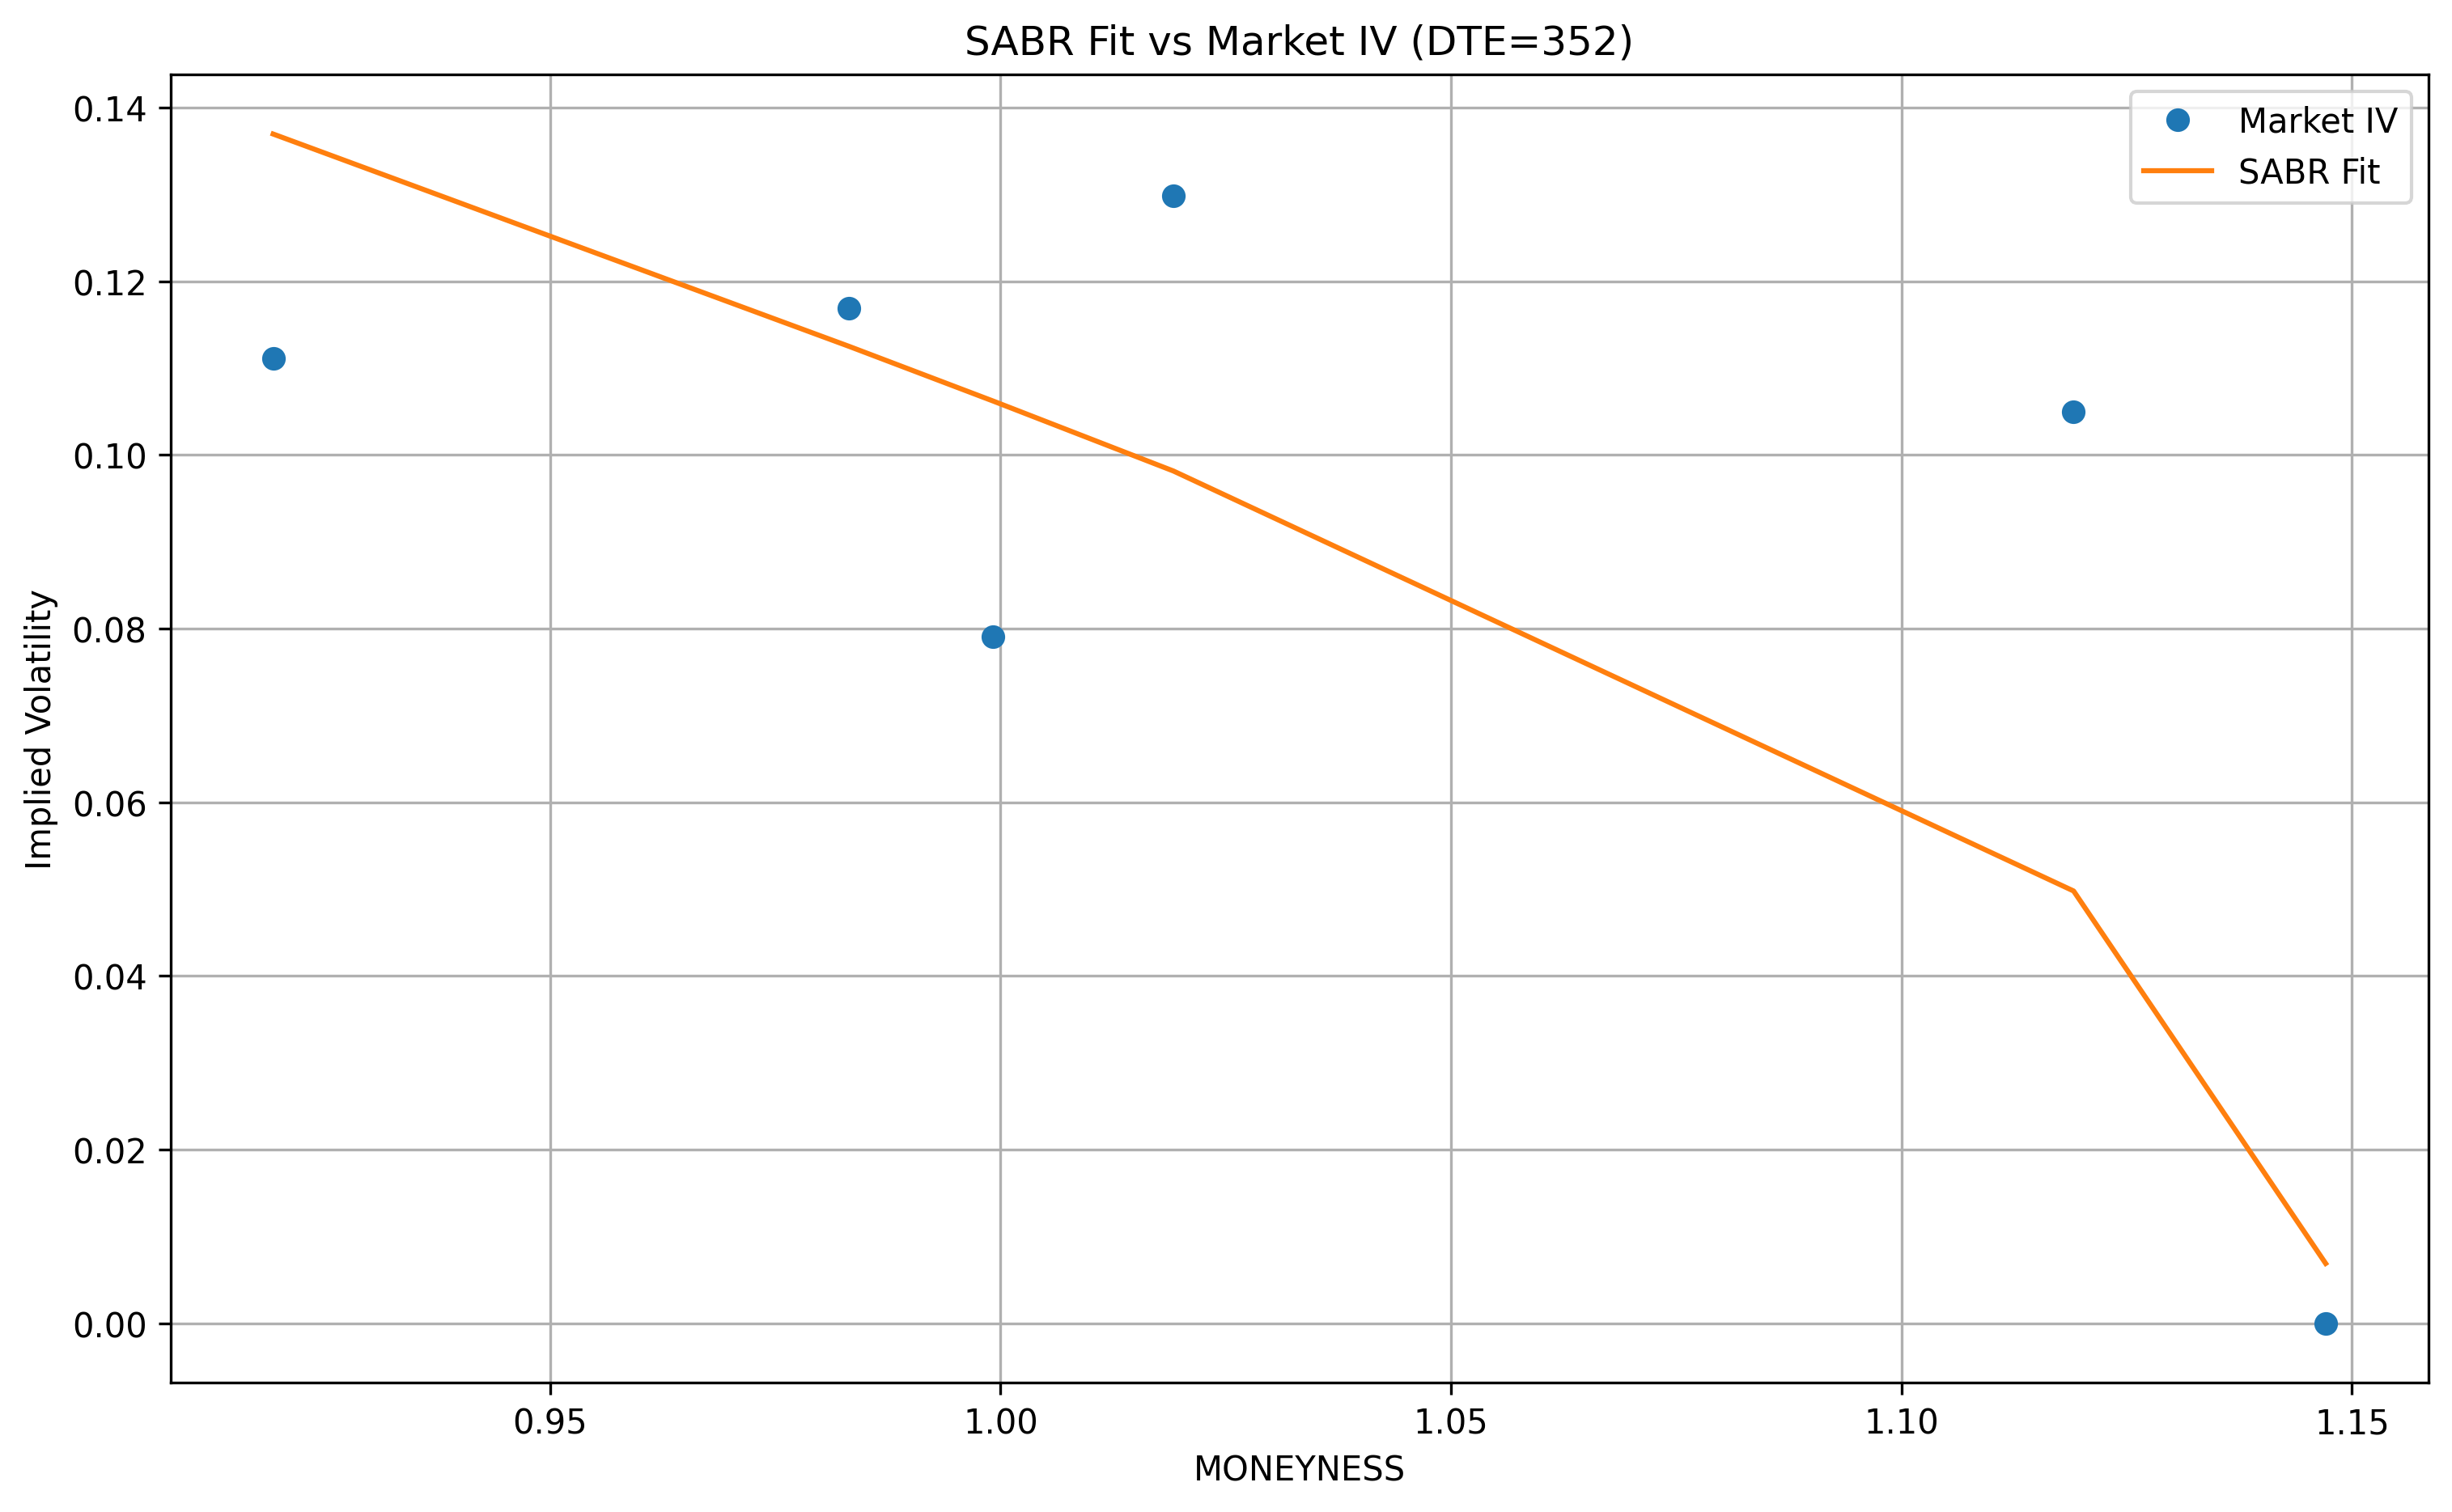 SABR Fit vs Market IV (DTE=352)
Market IV
SABR Fit
Implied Volatility
0.14
0.12
0.10
0.08
0.06
0.04
0.02
0.00
0.95 1.00 1.05 1.10 1.15
MONEYNESS